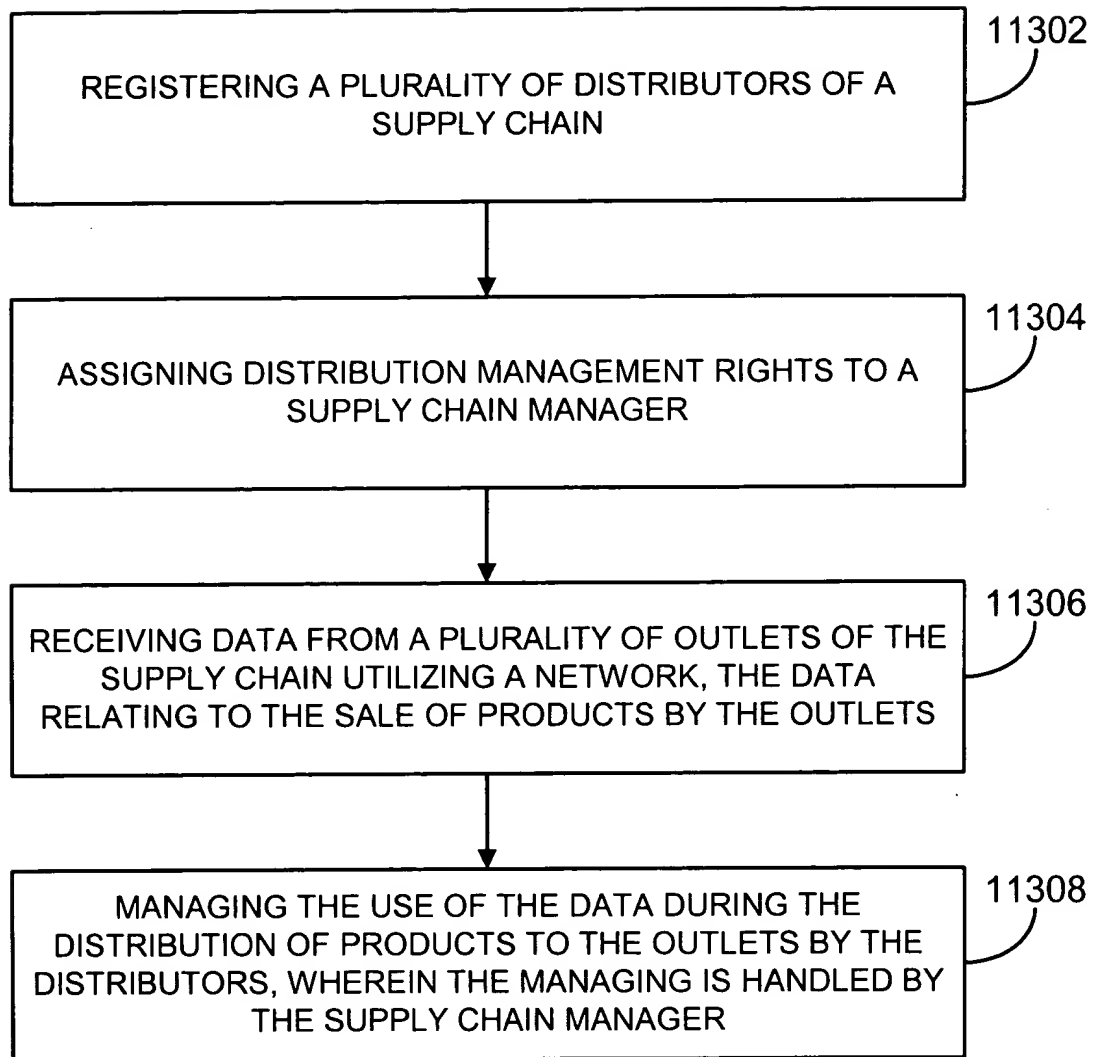 11302
REGISTERING A PLURALITY OF DISTRIBUTORS OF A
SUPPLY CHAIN
11304
ASSIGNING DISTRIBUTION MANAGEMENT RIGHTS TO A
SUPPLY CHAIN MANAGER
11306
RECEIVING DATA FROM A PLURALITY OF OUTLETS OF THE
SUPPLY CHAIN UTILIZING A NETWORK, THE DATA
RELATING TO THE SALE OF PRODUCTS BY THE OUTLETS
11308
MANAGING THE USE OF THE DATA DURING THE
DISTRIBUTION OF PRODUCTS TO THE OUTLETS BY THE
DISTRIBUTORS, WHEREIN THE MANAGING IS HANDLED BY
THE SUPPLY CHAIN MANAGER